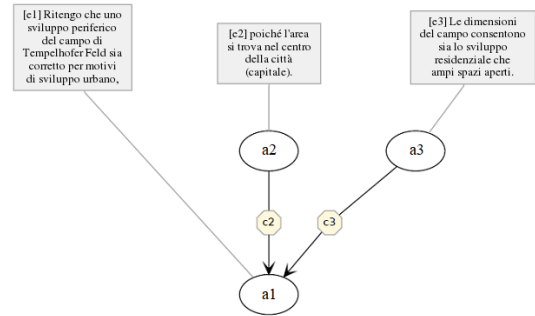 [e1] Ritengo che uno
sviluppo periferico
del campo di
Tempelhofer Feld sia
corretto per motivi
di sviluppo urbano,
[e2] poiché l'area
si trova nel centro
della città
(capitale).
[e3] Le dimensioni
del campo consentono
sia lo sviluppo
residenziale che
ampi spazi aperti.
a2
a3
c2
c3
a1